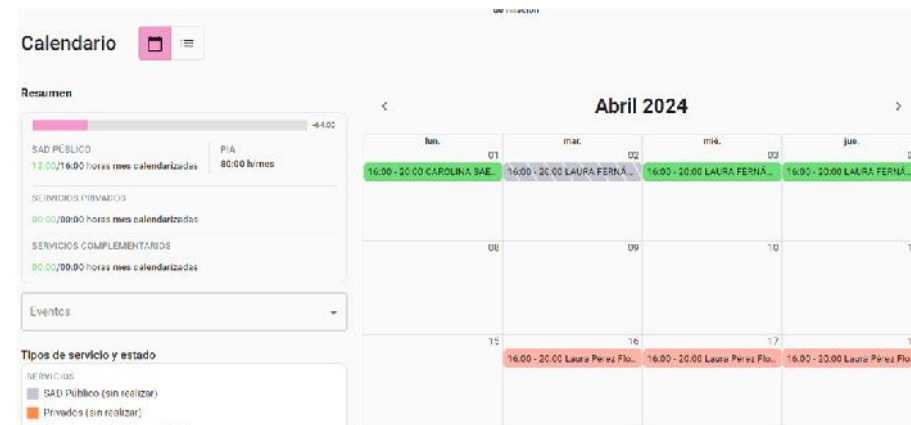 de relación
Calendario
Resumen
-64:00
SAD PÚBLICO
12:00/16:00 horas mes calendarizadas
PIA
80:00 h/mes
SERVICIOS PRIVADOS
00:00/00:00 horas mes calendarizadas
SERVICIOS COMPLEMENTARIOS
00:00/00:00 horas mes calendarizadas
Eventos
Tipos de servicio y estado
SERVICIOS
SAD Público (sin realizar)
Privados (sin realizar)
Abril 2024
lun. mar. mié. jue.
01 02 03
16:00 - 20:00 CAROLINA BAE... 16:00 - 20:00 LAURA FERNÁ... 16:00 - 20:00 LAURA FERNÁ... 16:00 - 20:00 LAURA FERNÁ...
08 09 10
15 16 17
16:00 - 20:00 Laura Perez Flo... 16:00 - 20:00 Laura Perez Flo... 16:00 - 20:00 Laura Perez Flo